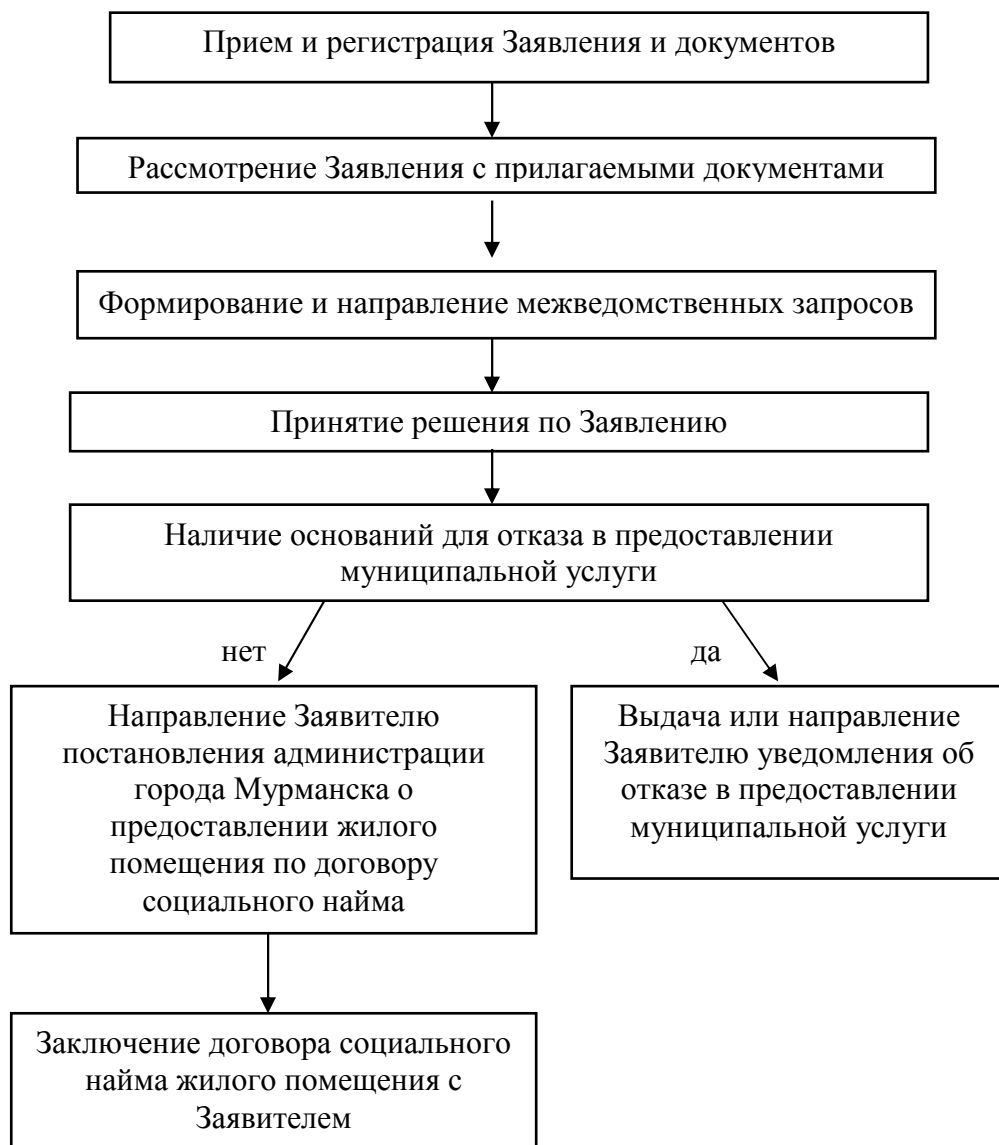 Прием и регистрация Заявления и документов
Рассмотрение Заявления с прилагаемыми документами
Формирование и направление межведомственных запросов
Принятие решения по Заявлению
Наличие оснований для отказа в предоставлении
муниципальной услуги
нет
да
Направление Заявителю
постановления администрации
города Мурманска о
предоставлении жилого
помещения по договору
социального найма
Выдача или направление
Заявителю уведомления об
отказе в предоставлении
муниципальной услуги
Заключение договора социального
найма жилого помещения с
Заявителем